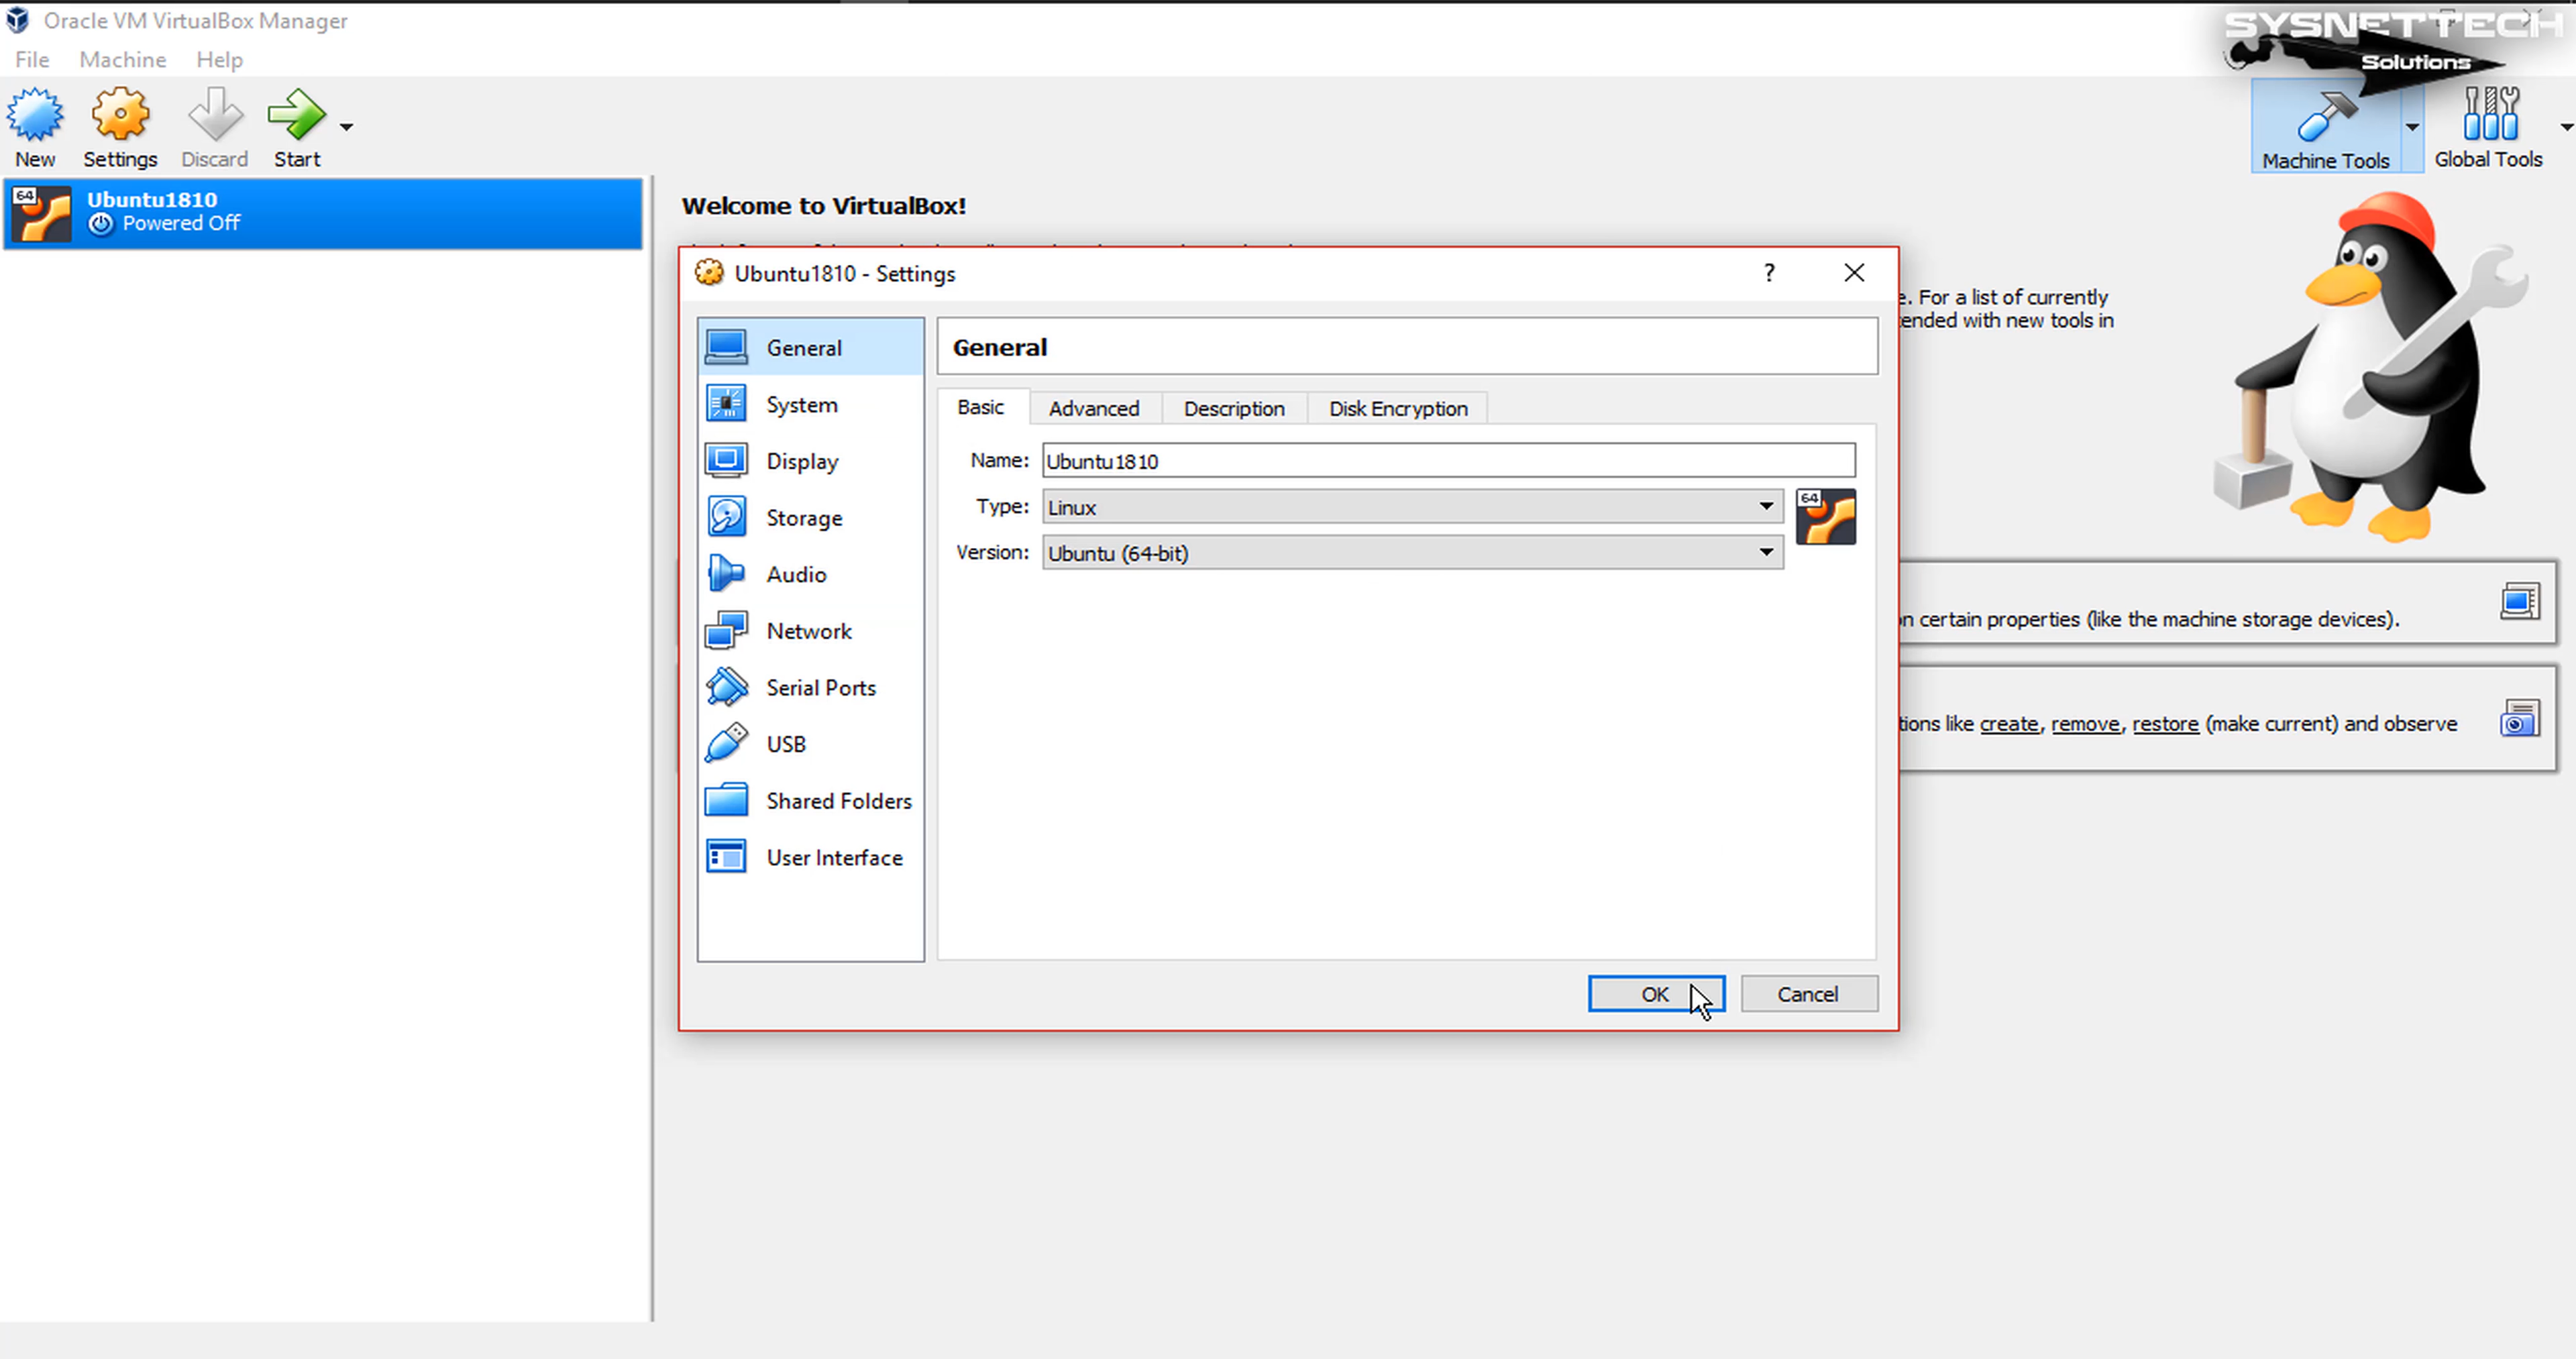 Oracle VM VirtualBox Manager
SYSNETTECH
Solutions
File Machine Help
New Settings Discard Start
Machine Tools Global Tools
64
Ubuntu1810
Powered Off
Welcome to VirtualBox!
Ubuntu1810 - Settings
?
For a list of currently
with new tools in
General
System
Display
Storage
Audio
Network
Serial Ports
USB
Shared Folders
User Interface
General
Basic Advanced Description Disk Encryption
Name: Ubuntu1810
Type: Linux
64
Version: Ubuntu (64-bit)
certain properties (like the machine storage devices).
like create, remove, restore (make current) and observe
OK Cancel